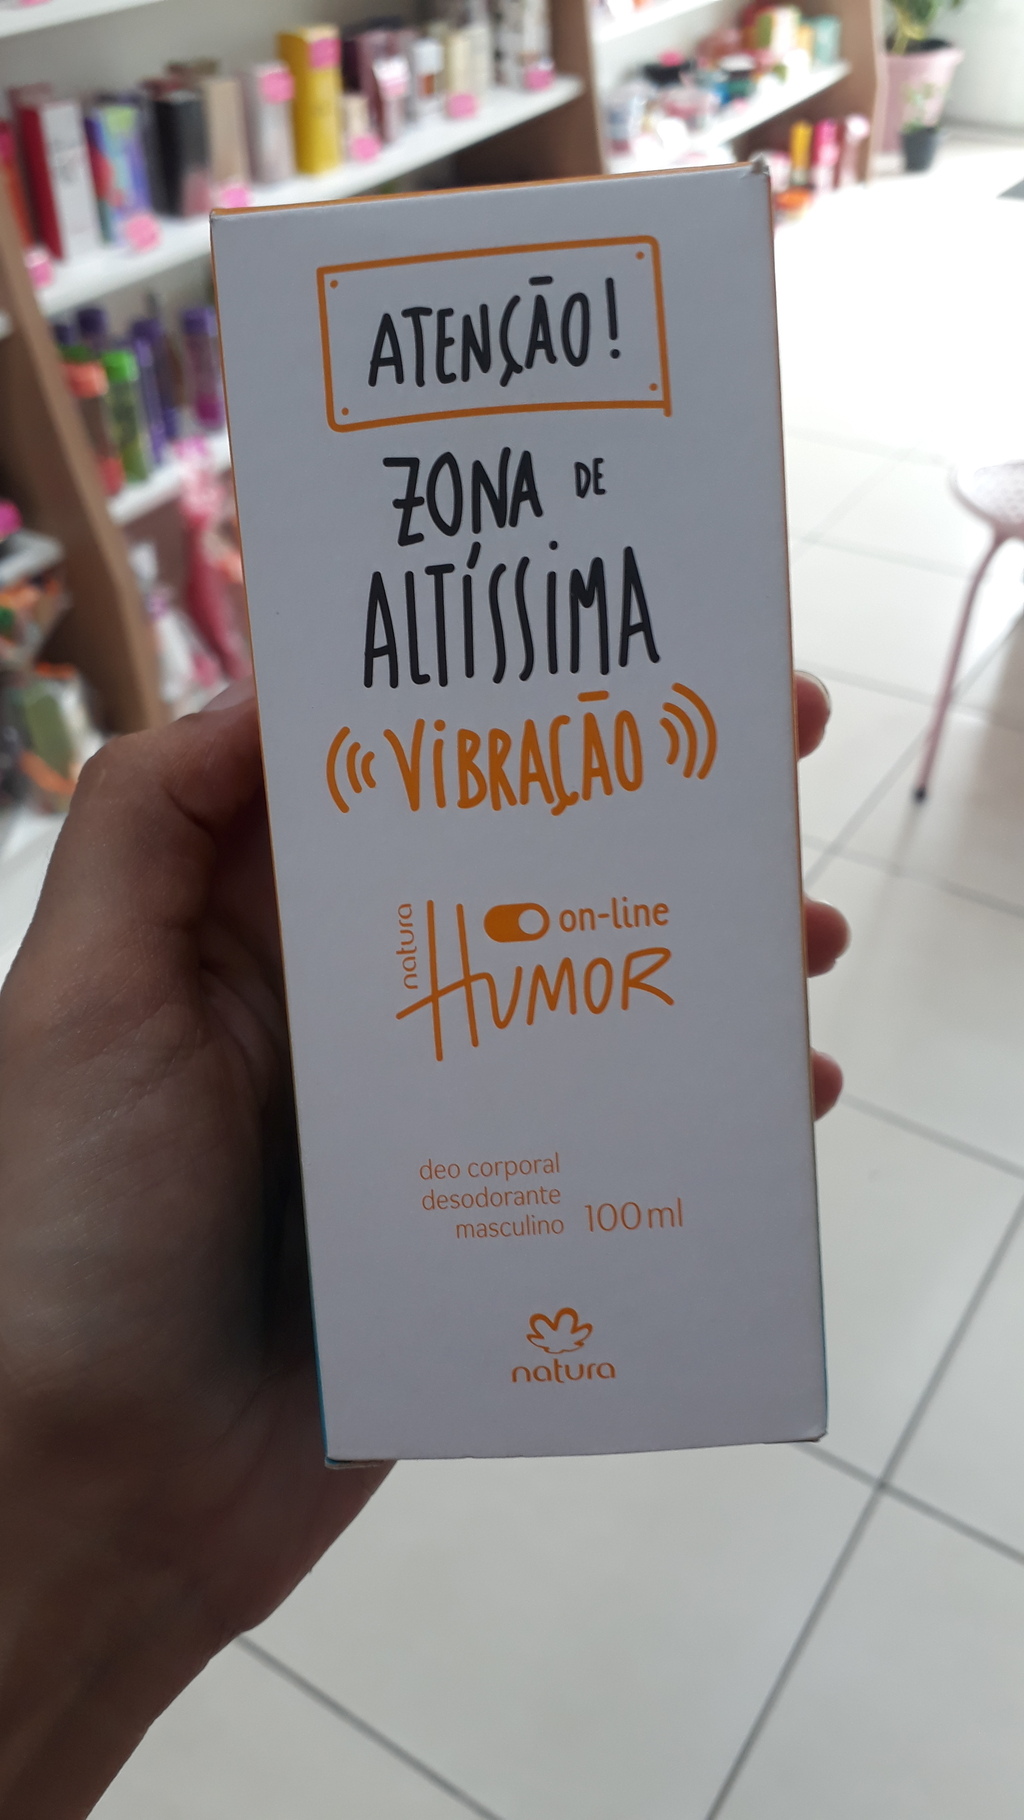 ATENÇÃO!
ZONA DE
ALTÍSSIMA
VIBRAÇÃO
natura
on-line
HUMOR
deo corporal
desodorante
masculino 100ml
natura